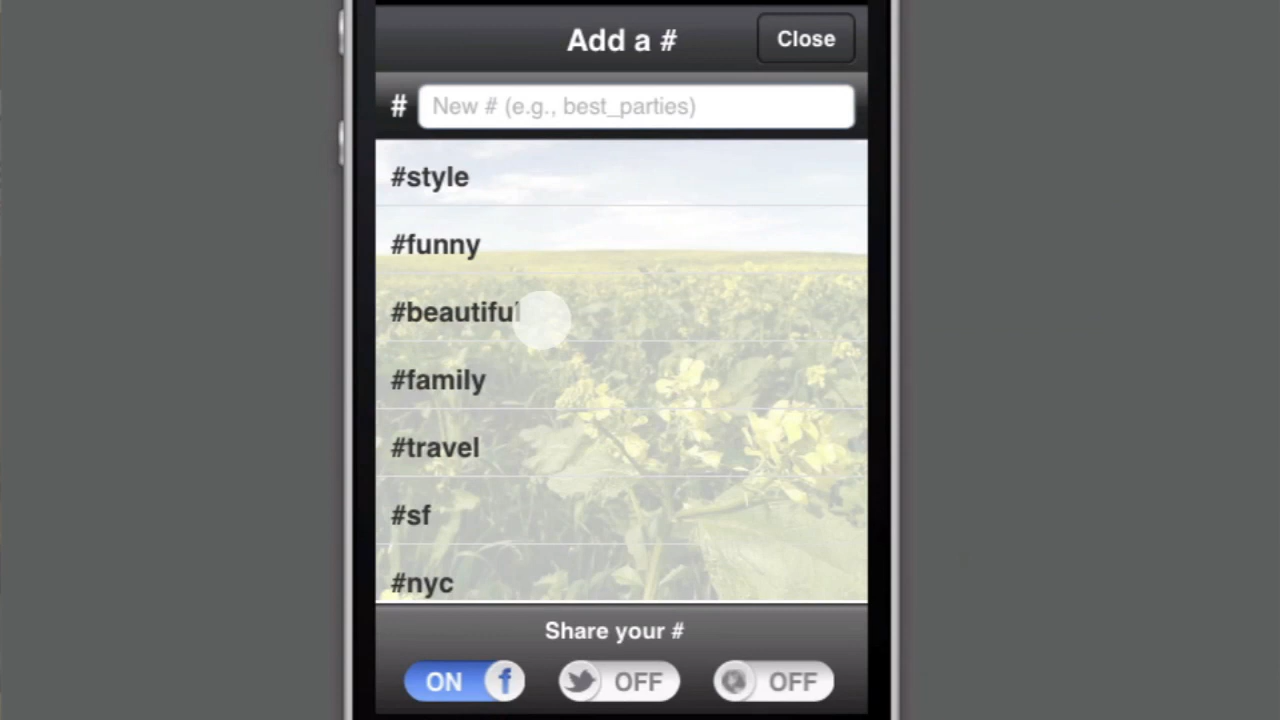 Add a #
Close
# New # (e.g., best_parties)
#style
#funny
#beautiful
#family
#travel
#sf
#nyc
Share your #
ON f OFF OFF